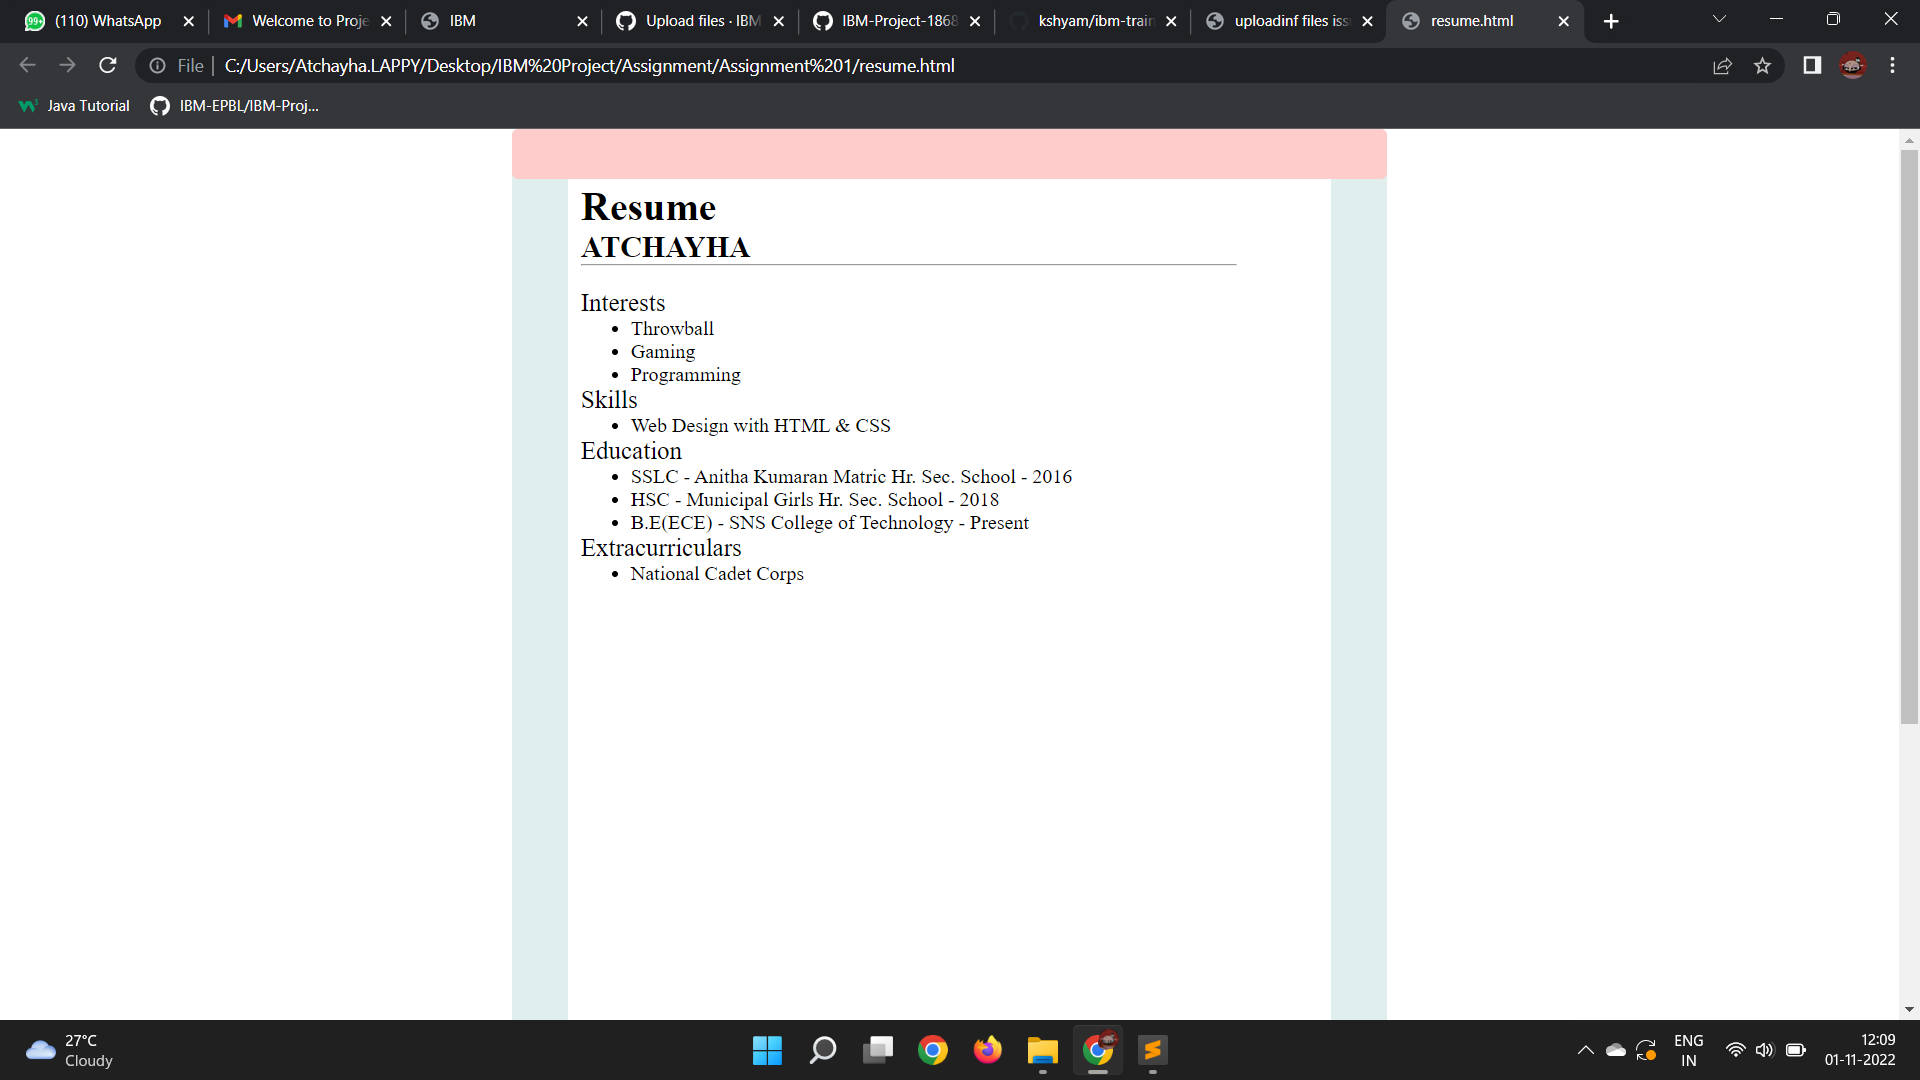 (110) WhatsApp
Welcome to Proje
IBM
Upload files · IBM
IBM-Project-1868
kshyam/ibm-train
uploadinf files iss
resume.html
File
C:/Users/Atchayha.LAPPY/Desktop/IBM%20Project/Assignment/Assignment%201/resume.html
Java Tutorial
IBM-EPBL/IBM-Proj...
Resume
ATCHAYHA
Interests
• Throwball
• Gaming
• Programming
Skills
• Web Design with HTML & CSS
Education
• SSLC - Anitha Kumaran Matric Hr. Sec. School - 2016
• HSC - Municipal Girls Hr. Sec. School - 2018
• B.E(ECE) - SNS College of Technology - Present
Extracurriculars
• National Cadet Corps
27°C
Cloudy
ENG
IN
12:09
01-11-2022